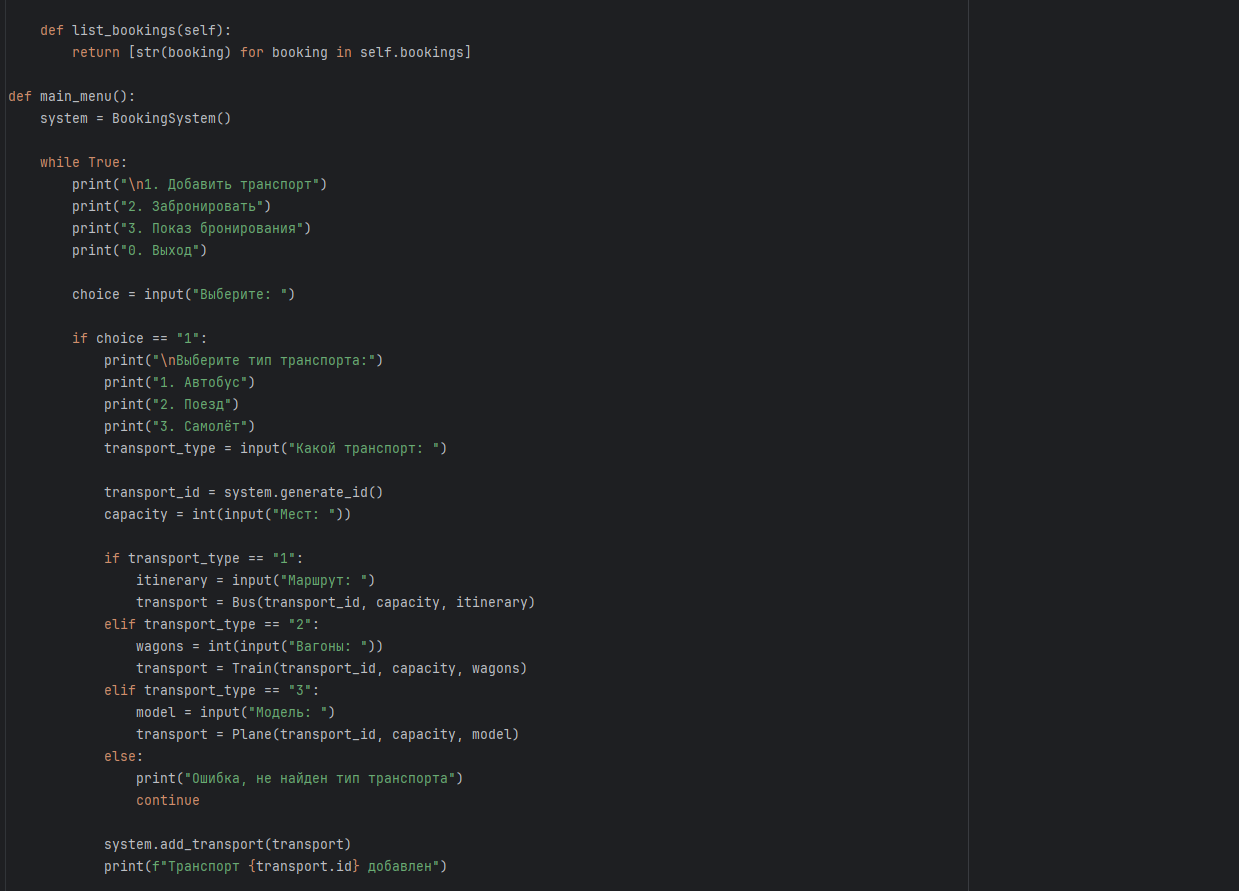 def list_bookings(self):
        return [str(booking) for booking in self.bookings]

def main_menu():
    system = BookingSystem()

    while True:
        print("\n1. Добавить транспорт")
        print("2. Забронировать")
        print("3. Показ бронирования")
        print("0. Выход")

        choice = input("Выберите: ")

        if choice == "1":
            print("\nВыберите тип транспорта:")
            print("1. Автобус")
            print("2. Поезд")
            print("3. Самолёт")
            transport_type = input("Какой транспорт: ")

            transport_id = system.generate_id()
            capacity = int(input("Мест: "))

            if transport_type == "1":
                itinerary = input("Маршрут: ")
                transport = Bus(transport_id, capacity, itinerary)
            elif transport_type == "2":
                wagons = int(input("Вагоны: "))
                transport = Train(transport_id, capacity, wagons)
            elif transport_type == "3":
                model = input("Модель: ")
                transport = Plane(transport_id, capacity, model)
            else:
                print("Ошибка, не найден тип транспорта")
                continue

            system.add_transport(transport)
            print(f"Транспорт {transport.id} добавлен")